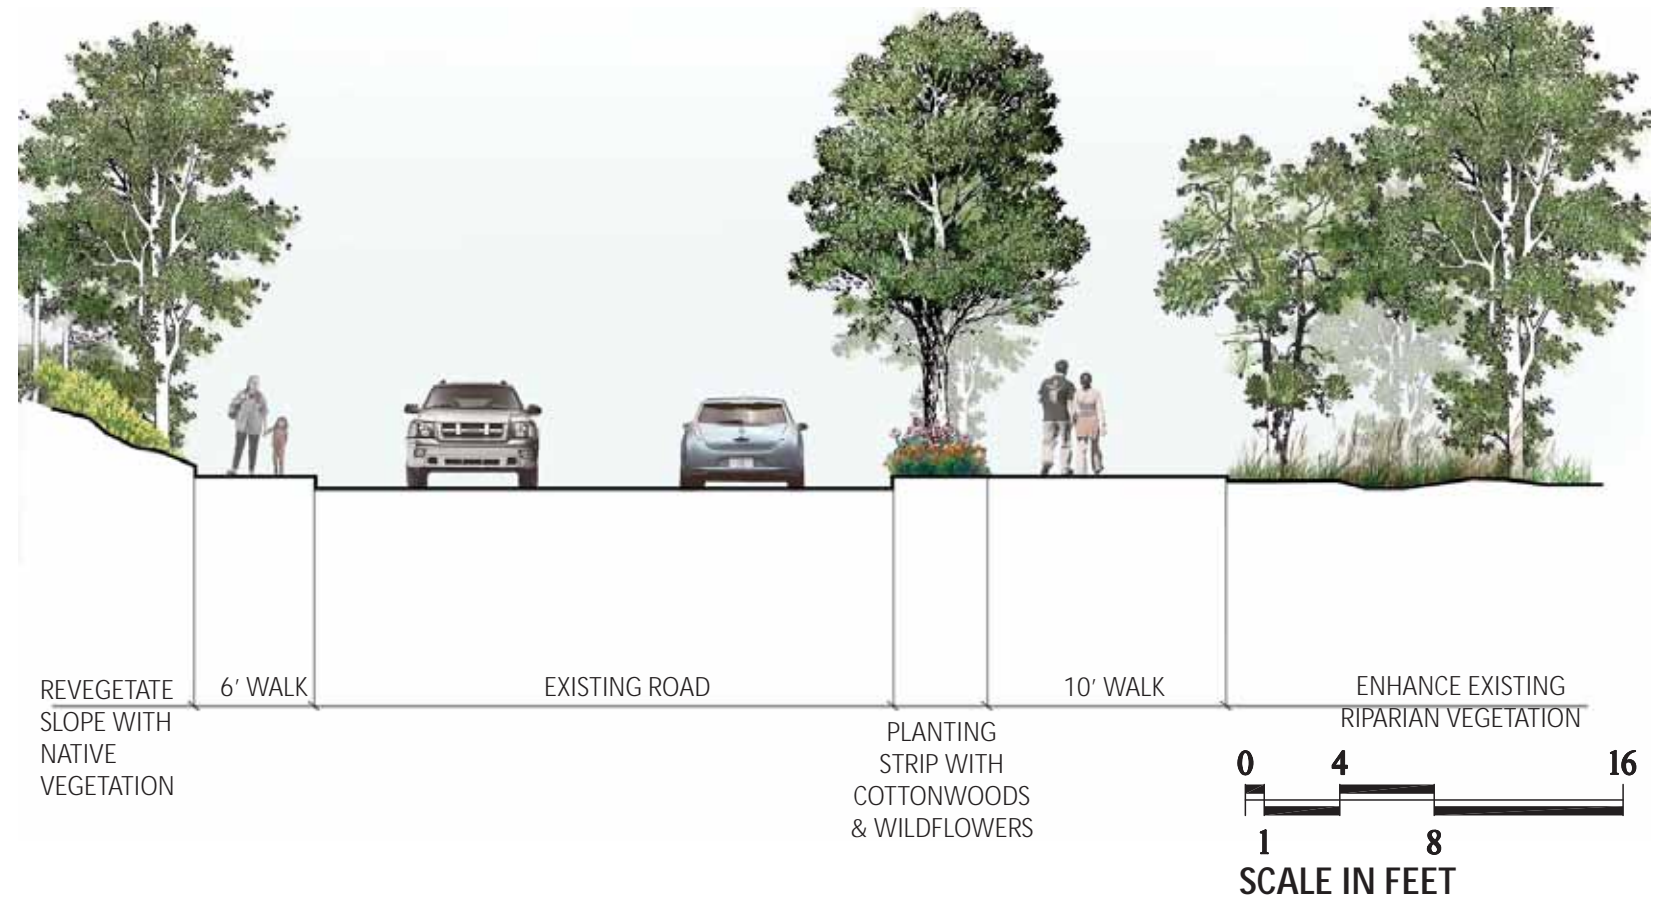 REVEGETATE
SLOPE WITH
NATIVE
VEGETATION
6' WALK
EXISTING ROAD
PLANTING
STRIP WITH
COTTONWOODS
& WILDFLOWERS
10' WALK
ENHANCE EXISTING
RIPARIAN VEGETATION
0 4 16
1 8
SCALE IN FEET